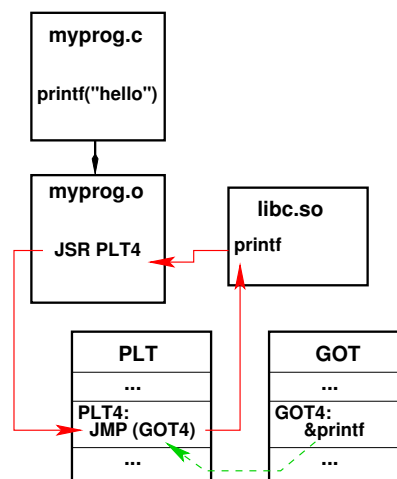 myprog.c
printf("hello")
myprog.o
JSR PLT4
libc.so
printf
PLT
...
PLT4:
JMP (GOT4)
...
GOT
...
GOT4:
&printf
...